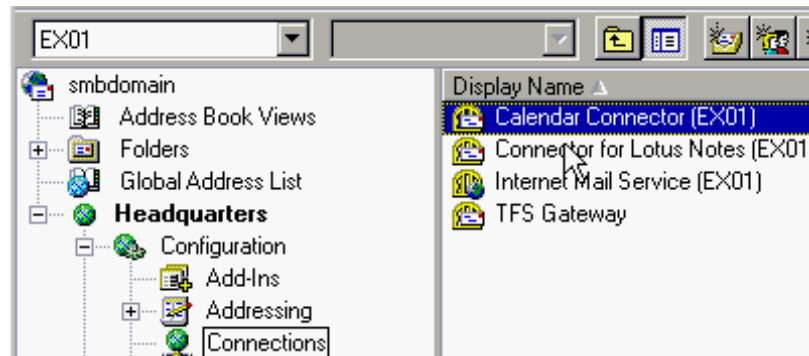 EX01
smbdomain
Address Book Views
Folders
Global Address List
Headquarters
Configuration
Add-Ins
Addressing
Connections
Display Name
Calendar Connector (EX01)
Connector for Lotus Notes (EX01
Internet Mail Service (EX01)
TFS Gateway